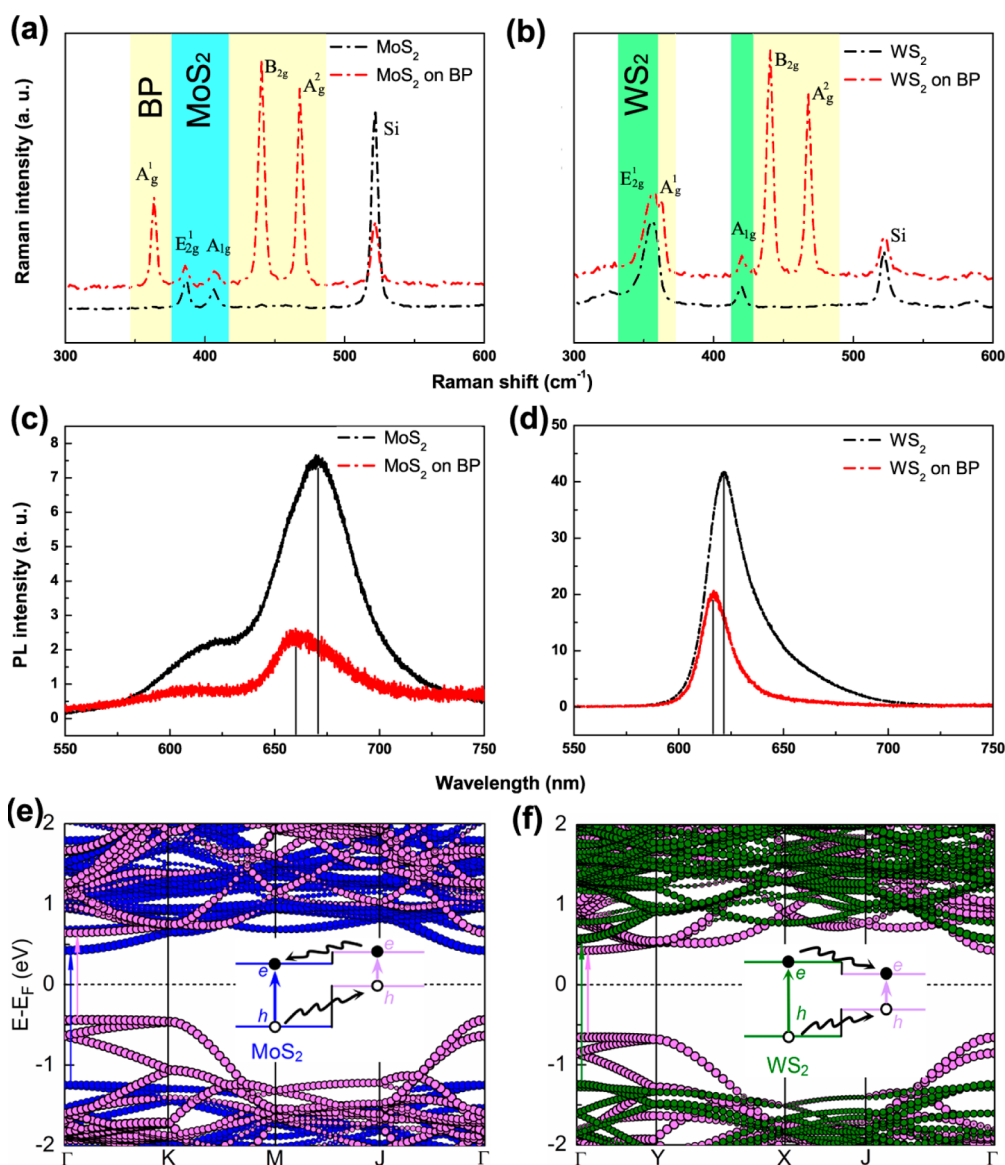 (a)
BP
MoS₂
MoS₂
MoS₂ on BP
B₂g
A²g
Si
A¹g
E¹₂g
A₁g
Raman intensity (a. u.)
300 400 500 600
(b)
WS₂
WS₂
WS₂ on BP
B₂g
A²g
E¹₂g
A¹g
A₁g
Si
300 400 500 600
Raman shift (cm⁻¹)
(c)
MoS₂
MoS₂ on BP
PL intensity (a. u.)
8
7
6
5
4
3
2
1
0
550 600 650 700 750
(d)
WS₂
WS₂ on BP
50
40
30
20
10
0
550 600 650 700 750
Wavelength (nm)
(e)
E-E_F (eV)
2
1
0
-1
-2
e
e
h
h
MoS₂
Γ K M J Γ
(f)
2
1
0
-1
-2
e
e
h
h
WS₂
Γ Y X J Γ